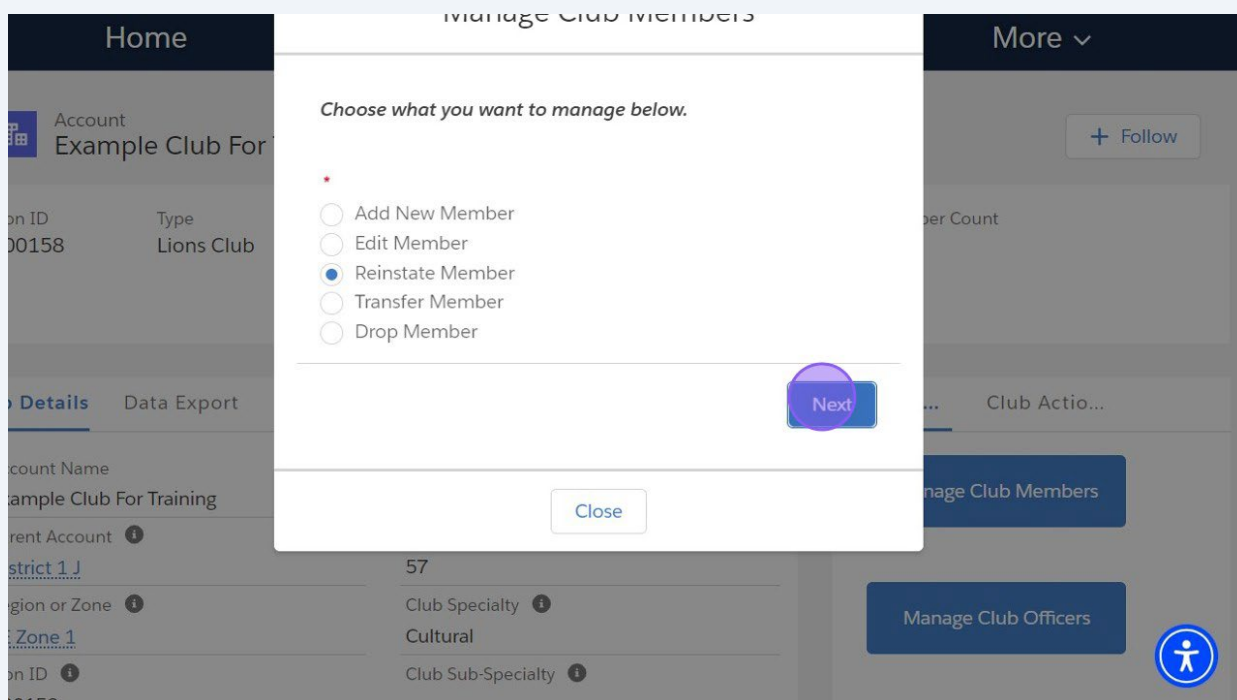 Manage Club Members
Home
More
Choose what you want to manage below.
Account
Example Club For
+ Follow
*
Add New Member
Edit Member
Reinstate Member
Transfer Member
Drop Member
on ID
Type
ber Count
00158
Lions Club
Next
Details
Data Export
...
Club Actio...
count Name
ample Club For Training
nage Club Members
Close
rent Account
strict 1 J
57
egion or Zone
Club Specialty
Zone 1
Cultural
Manage Club Officers
on ID
Club Sub-Specialty